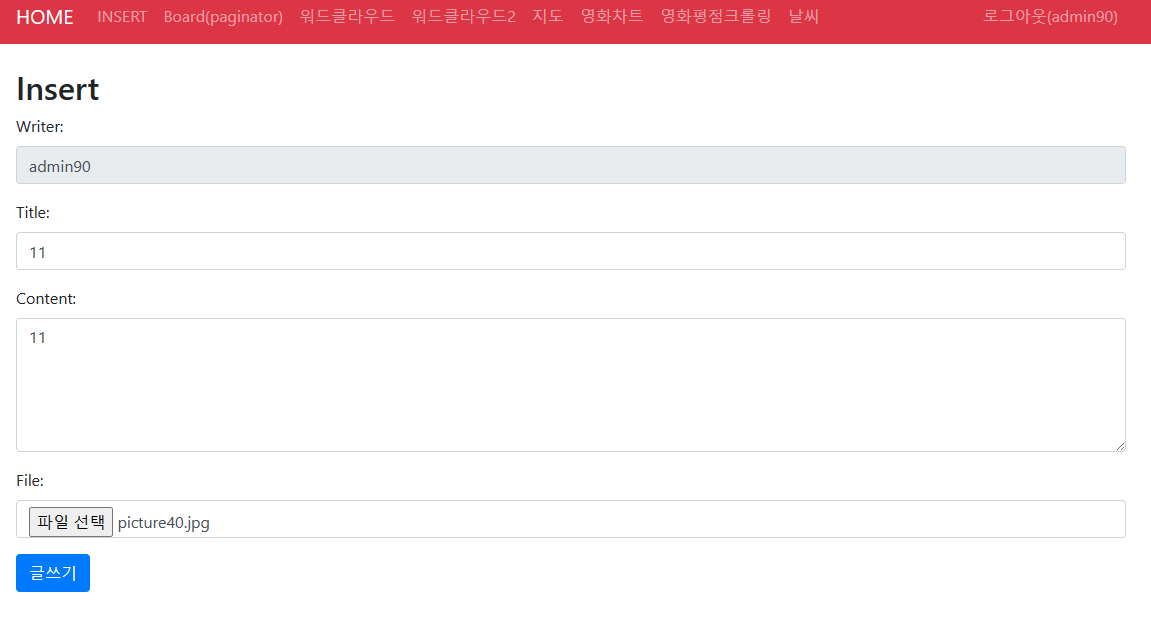 HOME INSERT Board(paginator) 워드클라우드 워드클라우드2 지도 영화차트 영화평점크롤링 날씨 로그아웃(admin90)
Insert
Writer:
admin90
Title:
11
Content:
11
File:
파일 선택 picture40.jpg
글쓰기